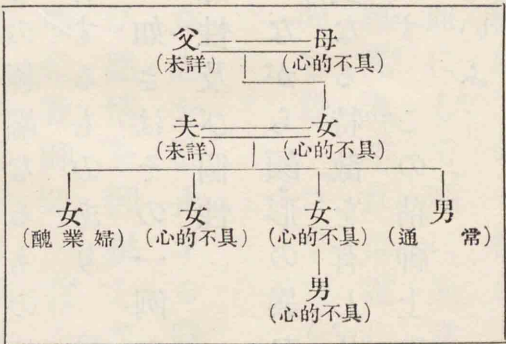 父 母
(未詳) (心的不具)
夫 女
(未詳) (心的不具)
女 女 女 男
(醜業婦) (心的不具) (心的不具) (通常)
男
(心的不具)